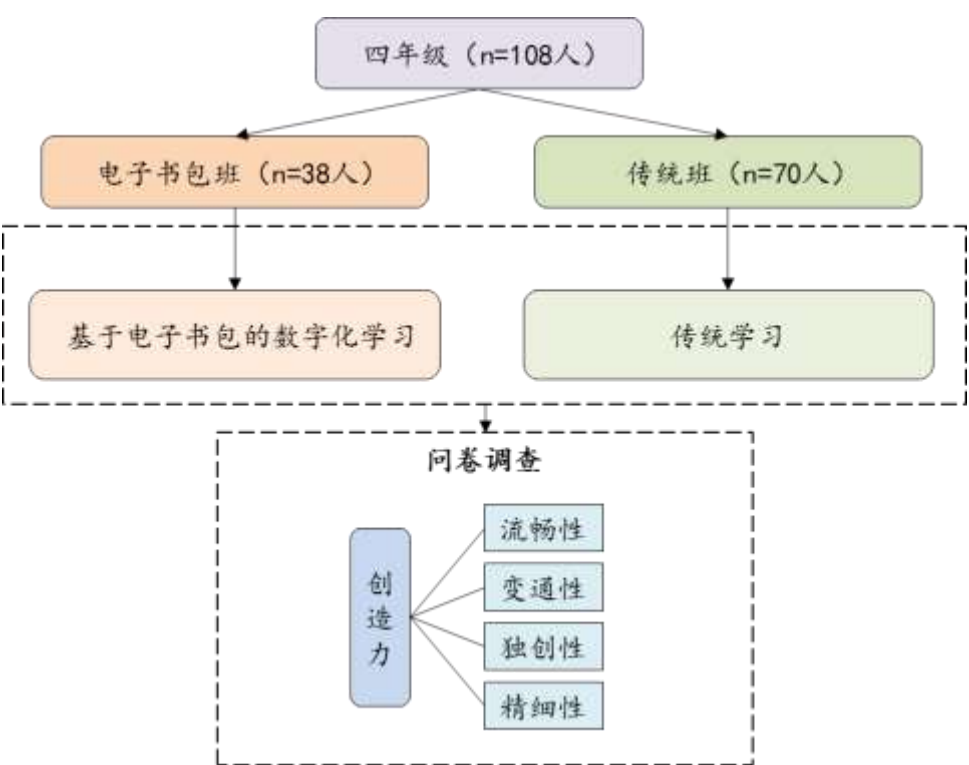 四年级（n=108人）
电子书包班（n=38人）
传统班（n=70人）
基于电子书包的数字化学习
传统学习
问卷调查
创造力
流畅性
变通性
独创性
精细性